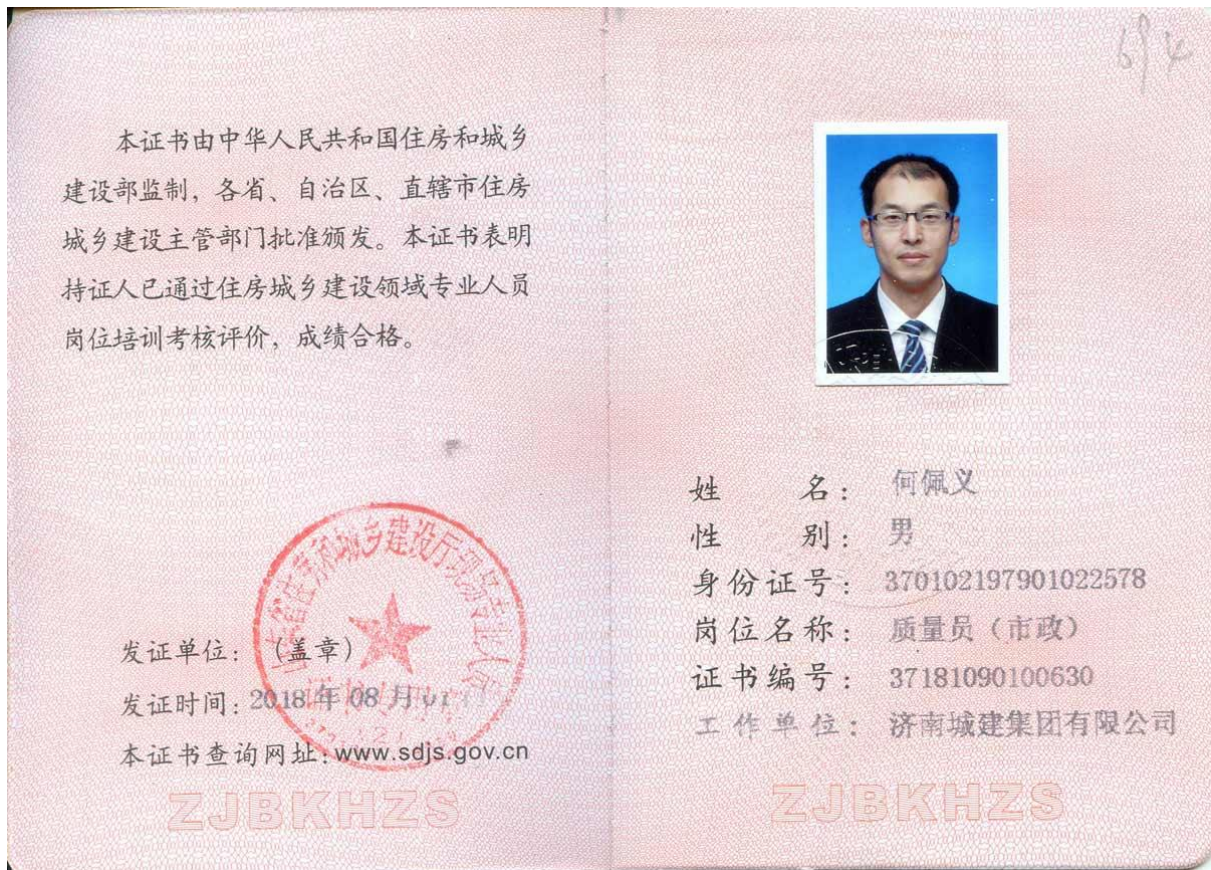 本证书由中华人民共和国住房和城乡
建设部监制，各省、自治区、直辖市住房
城乡建设主管部门批准颁发。本证书表明
持证人已通过住房城乡建设领域专业人员
岗位培训考核评价，成绩合格。
发证单位：（盖章）
发证时间：2018年08月
本证书查询网址：www.sdjs.gov.cn
ZJBKHZS
694
姓 名： 何佩义
性 别： 男
身份证号： 370102197901022578
岗位名称： 质量员（市政）
证书编号： 37181090100630
工作单位： 济南城建集团有限公司
ZJBKHZS